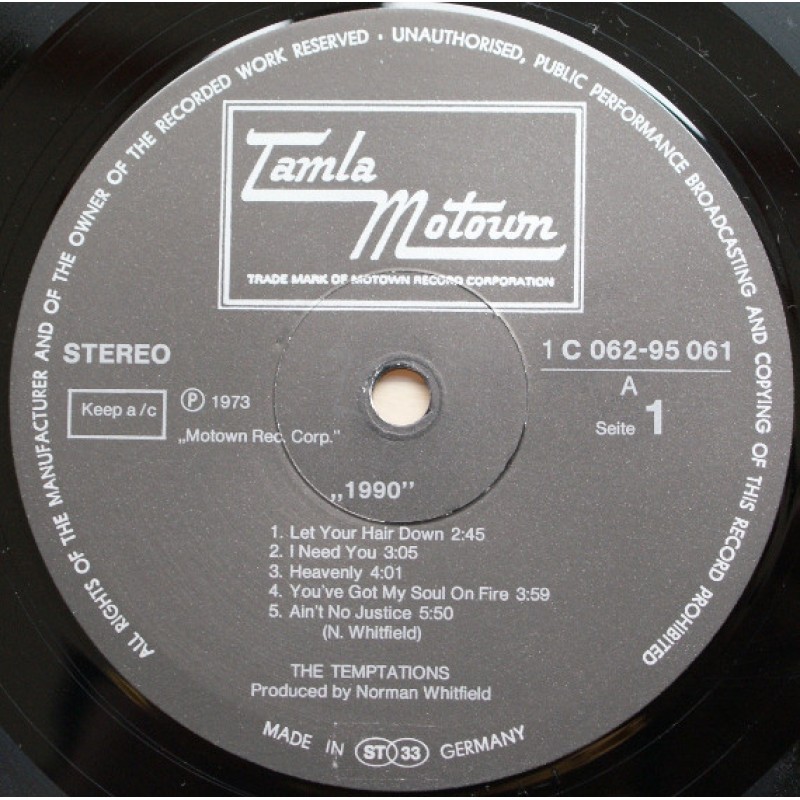 ALL RIGHTS OF THE MANUFACTURER AND OF THE OWNER OF THE RECORDED WORK RESERVED · UNAUTHORISED, PUBLIC PERFORMANCE BROADCASTING AND COPYING OF THIS RECORD PROHIBITED
Tamla
Motown
TRADE MARK OF MOTOWN RECORD CORPORATION
STEREO
1 C 062-95 061
A
Seite 1
Keep a/c
Ⓟ 1973
„Motown Rec. Corp."
„1990''
1. Let Your Hair Down 2:45
2. I Need You 3:05
3. Heavenly 4:01
4. You've Got My Soul On Fire 3:59
5. Ain't No Justice 5:50
(N. Whitfield)
THE TEMPTATIONS
Produced by Norman Whitfield
MADE IN ST 33 GERMANY